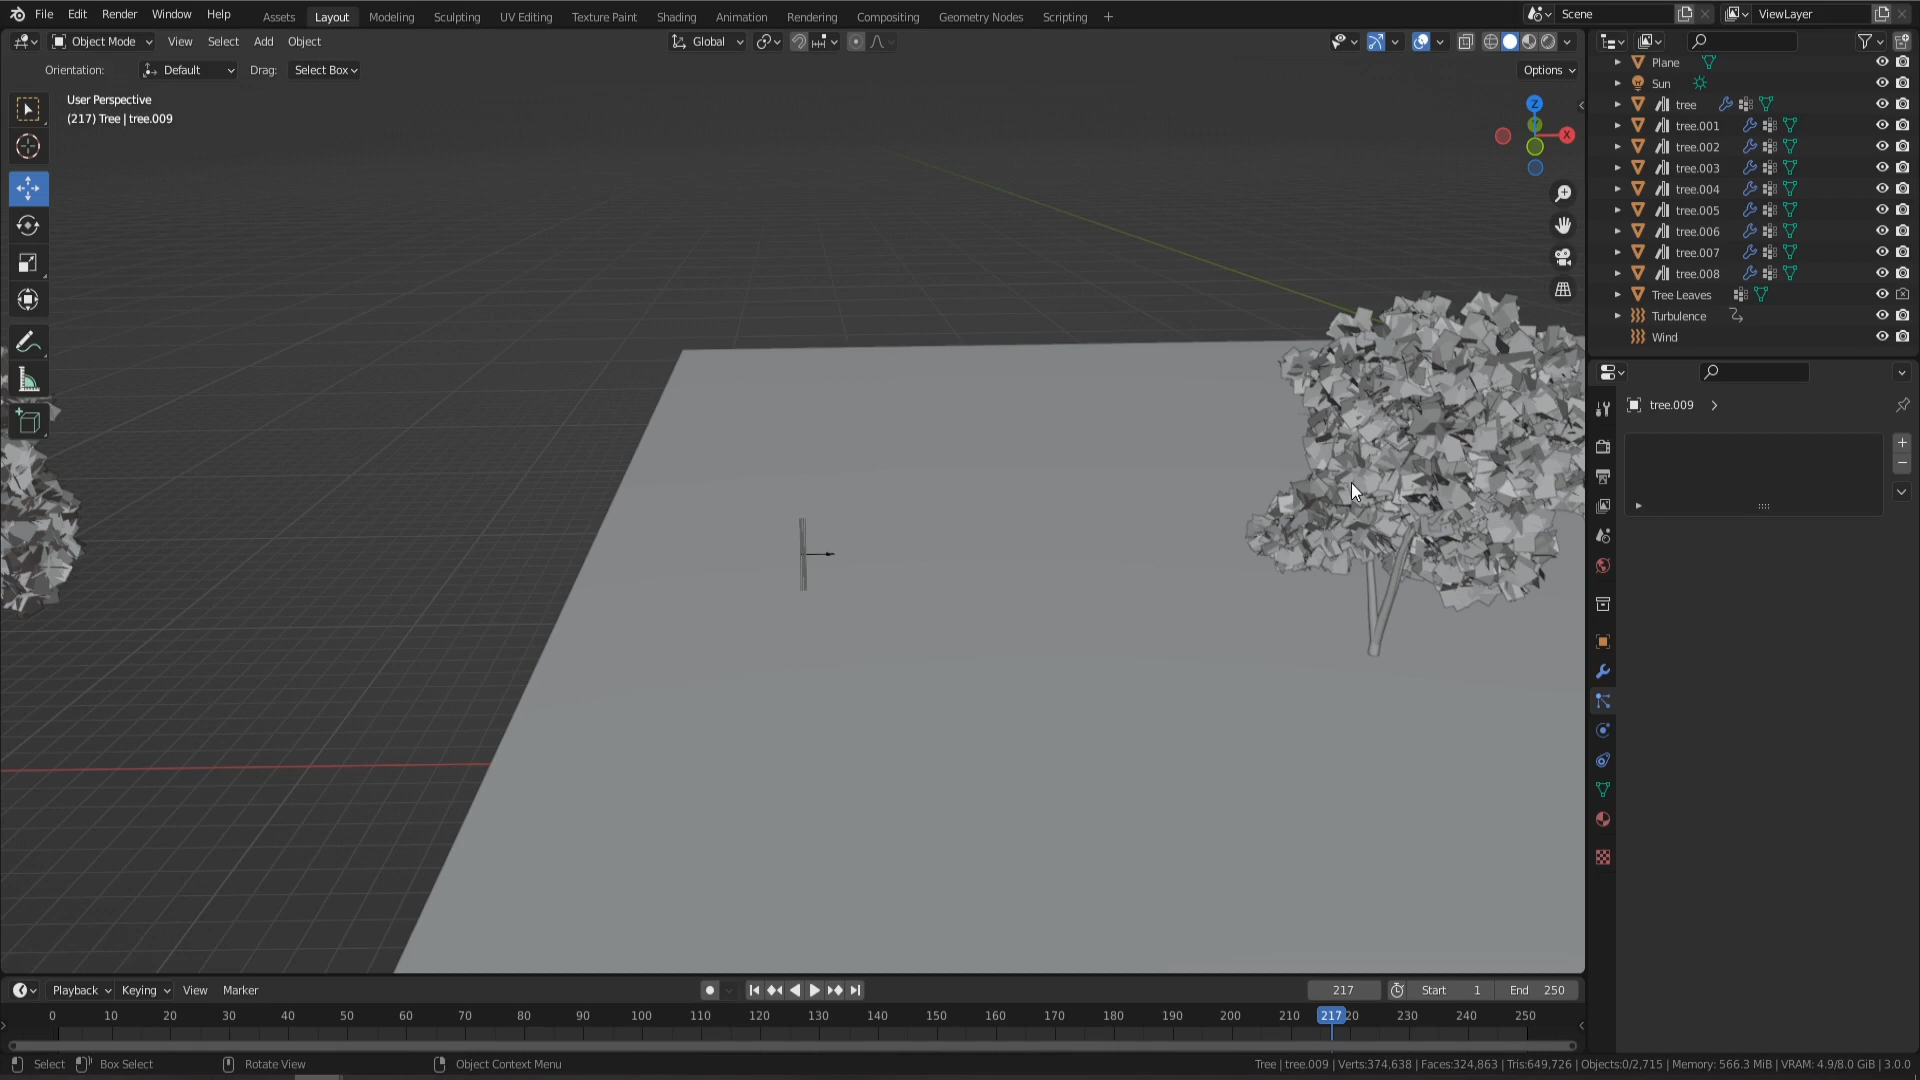 File Edit Render Window Help Assets Layout Modeling Sculpting UV Editing Texture Paint Shading Animation Rendering Compositing Geometry Nodes Scripting + Scene ViewLayer
Object Mode View Select Add Object Global
Orientation: Default Drag: Select Box Options
User Perspective
(217) Tree | tree.009
Z
X
Plane
Sun
tree
tree.001
tree.002
tree.003
tree.004
tree.005
tree.006
tree.007
tree.008
Tree Leaves
Turbulence
Wind
tree.009
Playback Keying View Marker 217 Start 1 End 250
0 10 20 30 40 50 60 70 80 90 100 110 120 130 140 150 160 170 180 190 200 210 217 20 230 240 250
Select Box Select Rotate View Object Context Menu Tree | tree.009 | Verts:374,638 | Faces:324,863 | Tris:649,726 | Objects:0/2,715 | Memory: 566.3 MiB | VRAM: 4.9/8.0 GiB | 3.0.0